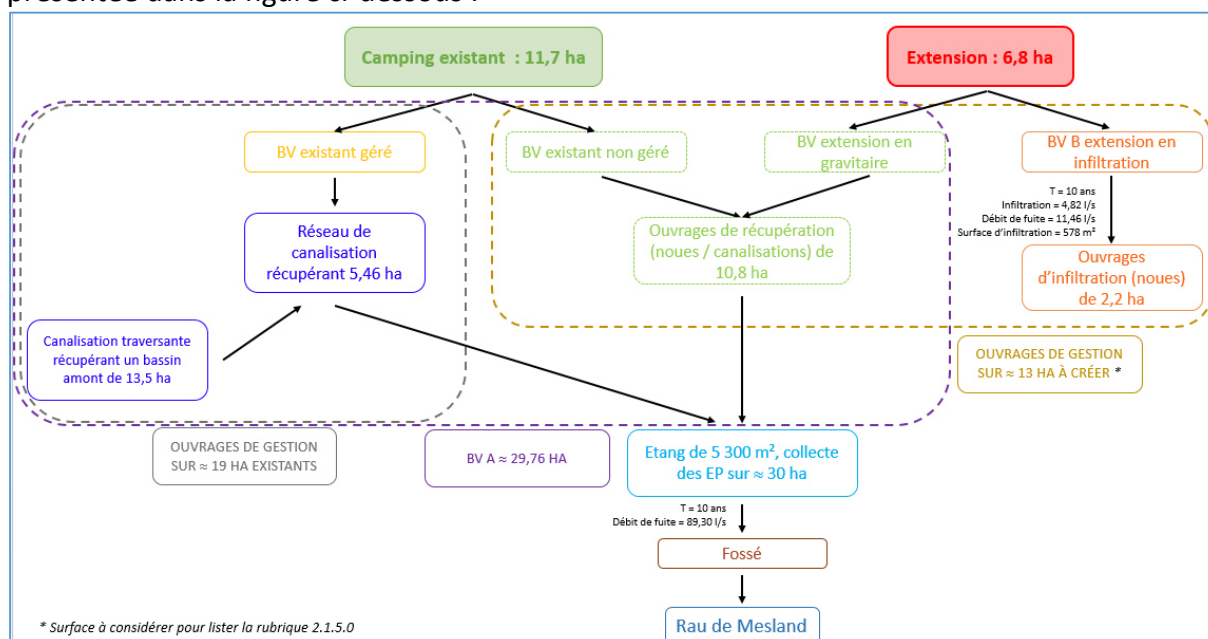 présentée dans la figure ci-dessous :
Camping existant : 11,7 ha
Extension : 6,8 ha
BV existant géré
BV existant non géré
BV extension en
gravitaire
BV B extension en
infiltration
T = 10 ans
Infiltration = 4,82 l/s
Débit de fuite = 11,46 l/s
Surface d'infiltration = 578 m²
Réseau de
canalisation
récupérant 5,46 ha
Ouvrages de récupération
(noues / canalisations) de
10,8 ha
Ouvrages
d'infiltration (noues)
de 2,2 ha
Canalisation traversante
récupérant un bassin
amont de 13,5 ha
OUVRAGES DE GESTION
SUR ≈ 13 HA À CRÉER *
OUVRAGES DE GESTION
SUR ≈ 19 HA EXISTANTS
BV A ≈ 29,76 HA
Etang de 5 300 m², collecte
des EP sur ≈ 30 ha
T = 10 ans
Débit de fuite = 89,30 l/s
Fossé
Rau de Mesland
* Surface à considérer pour lister la rubrique 2.1.5.0